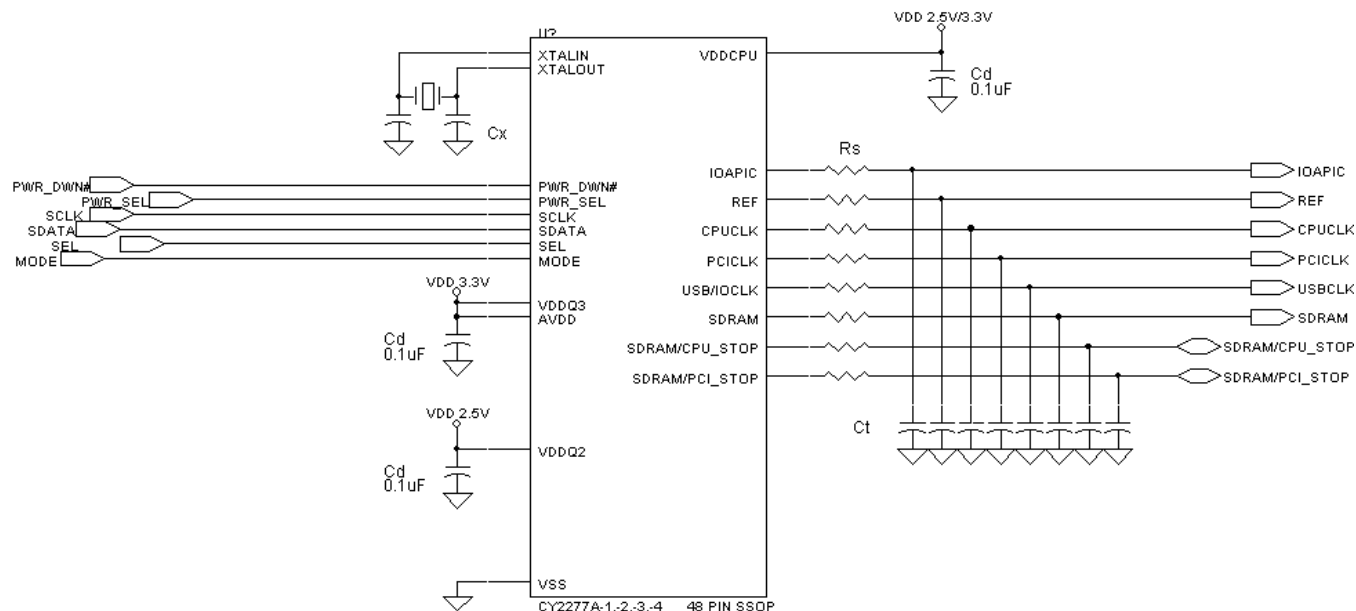 VDD 2.5V/3.3V
U?
XTALIN
XTALOUT
VDDCPU
Cd
0.1uF
Cx
Rs
PWR_DWN#
PWR_SEL
SCLK
SDATA
SEL
MODE
PWR_DWN#
PWR_SEL
SCLK
SDATA
SEL
MODE
IOAPIC
REF
CPUCLK
PCICLK
USB/IOCLK
SDRAM
SDRAM/CPU_STOP
SDRAM/PCI_STOP
IOAPIC
REF
CPUCLK
PCICLK
USBCLK
SDRAM
SDRAM/CPU_STOP
SDRAM/PCI_STOP
VDD 3.3V
VDDQ3
AVDD
Cd
0.1uF
VDD 2.5V
VDDQ2
Cd
0.1uF
Ct
VSS
CY2277A-1,-2,-3,-4 48 PIN SSOP